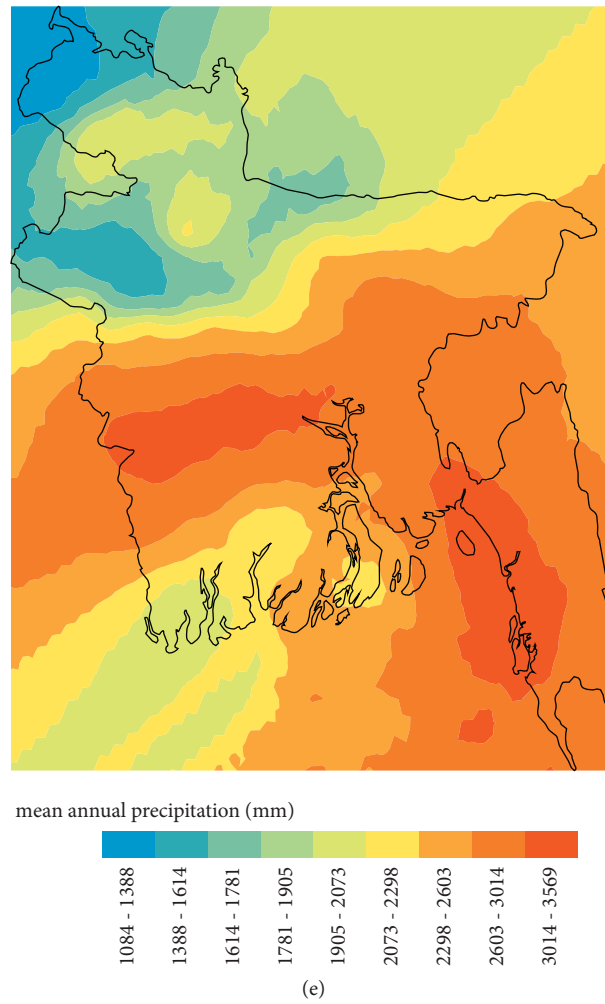 mean annual precipitation (mm)
1084 - 1388
1388 - 1614
1614 - 1781
1781 - 1905
1905 - 2073
2073 - 2298
2298 - 2603
2603 - 3014
3014 - 3569
(e)